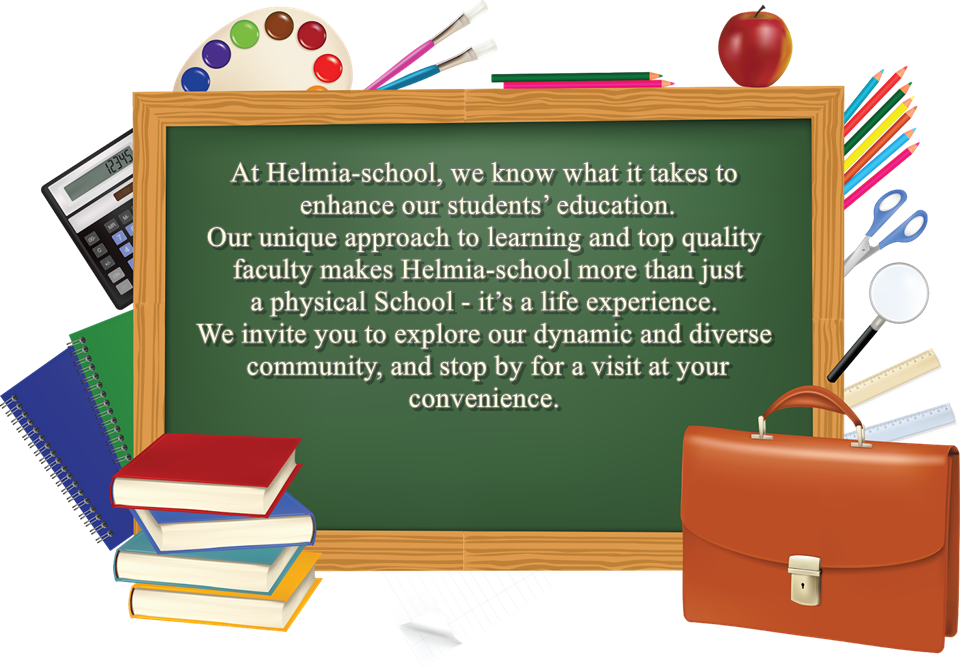 12345
At Helmia-school, we know what it takes to
enhance our students’ education.
Our unique approach to learning and top quality
faculty makes Helmia-school more than just
a physical School - it’s a life experience.
We invite you to explore our dynamic and diverse
community, and stop by for a visit at your
convenience.